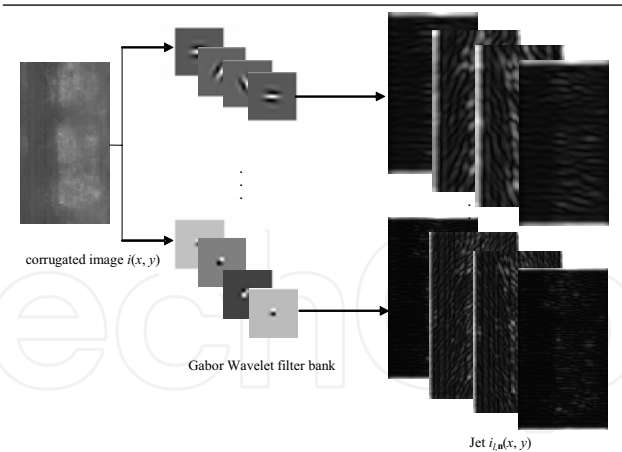 corrugated image i(x, y)
Gabor Wavelet filter bank
Jet i_{l,n}(x, y)